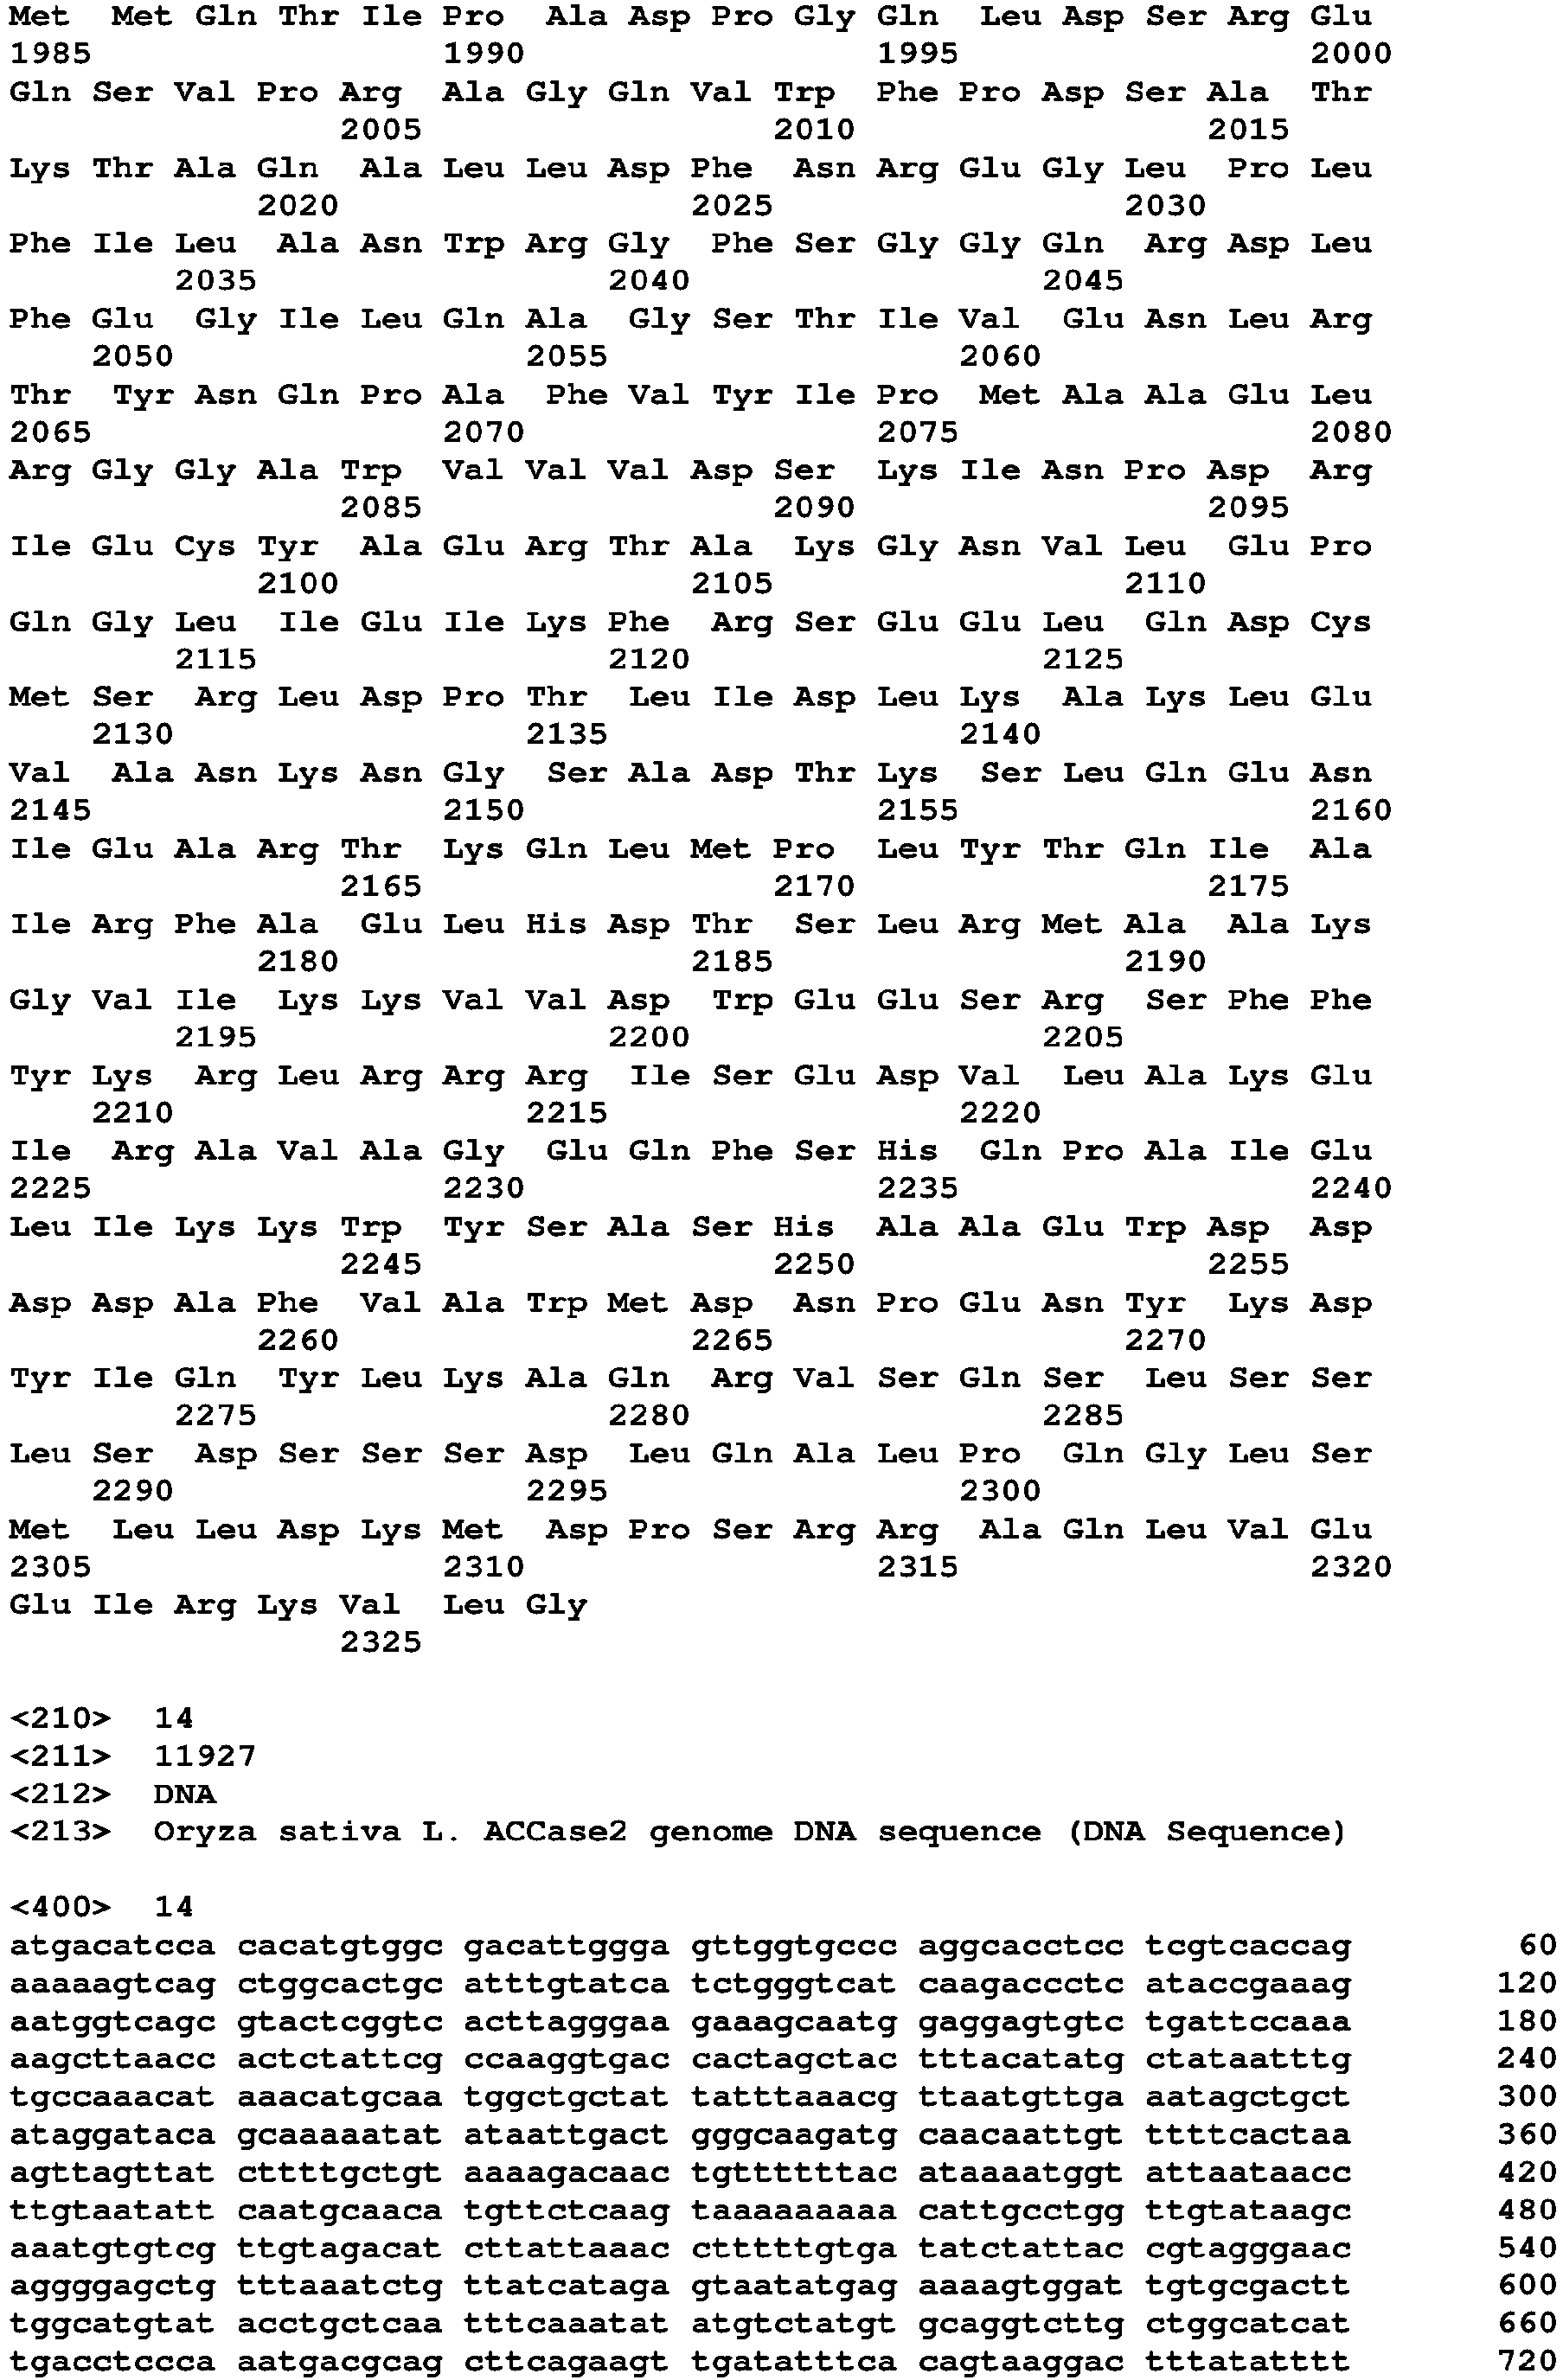 Met Met Gln Thr Ile Pro Ala Asp Pro Gly Gln Leu Asp Ser Arg Glu
1985 1990 1995 2000
Gln Ser Val Pro Arg Ala Gly Gln Val Trp Phe Pro Asp Ser Ala Thr
2005 2010 2015
Lys Thr Ala Gln Ala Leu Leu Asp Phe Asn Arg Glu Gly Leu Pro Leu
2020 2025 2030
Phe Ile Leu Ala Asn Trp Arg Gly Phe Ser Gly Gly Gln Arg Asp Leu
2035 2040 2045
Phe Glu Gly Ile Leu Gln Ala Gly Ser Thr Ile Val Glu Asn Leu Arg
2050 2055 2060
Thr Tyr Asn Gln Pro Ala Phe Val Tyr Ile Pro Met Ala Ala Glu Leu
2065 2070 2075 2080
Arg Gly Gly Ala Trp Val Val Val Asp Ser Lys Ile Asn Pro Asp Arg
2085 2090 2095
Ile Glu Cys Tyr Ala Glu Arg Thr Ala Lys Gly Asn Val Leu Glu Pro
2100 2105 2110
Gln Gly Leu Ile Glu Ile Lys Phe Arg Ser Glu Glu Leu Gln Asp Cys
2115 2120 2125
Met Ser Arg Leu Asp Pro Thr Leu Ile Asp Leu Lys Ala Lys Leu Glu
2130 2135 2140
Val Ala Asn Lys Asn Gly Ser Ala Asp Thr Lys Ser Leu Gln Glu Asn
2145 2150 2155 2160
Ile Glu Ala Arg Thr Lys Gln Leu Met Pro Leu Tyr Thr Gln Ile Ala
2165 2170 2175
Ile Arg Phe Ala Glu Leu His Asp Thr Ser Leu Arg Met Ala Ala Lys
2180 2185 2190
Gly Val Ile Lys Lys Val Val Asp Trp Glu Glu Ser Arg Ser Phe Phe
2195 2200 2205
Tyr Lys Arg Leu Arg Arg Arg Ile Ser Glu Asp Val Leu Ala Lys Glu
2210 2215 2220
Ile Arg Ala Val Ala Gly Glu Gln Phe Ser His Gln Pro Ala Ile Glu
2225 2230 2235 2240
Leu Ile Lys Lys Trp Tyr Ser Ala Ser His Ala Ala Glu Trp Asp Asp
2245 2250 2255
Asp Asp Ala Phe Val Ala Trp Met Asp Asn Pro Glu Asn Tyr Lys Asp
2260 2265 2270
Tyr Ile Gln Tyr Leu Lys Ala Gln Arg Val Ser Gln Ser Leu Ser Ser
2275 2280 2285
Leu Ser Asp Ser Ser Ser Asp Leu Gln Ala Leu Pro Gln Gly Leu Ser
2290 2295 2300
Met Leu Leu Asp Lys Met Asp Pro Ser Arg Arg Ala Gln Leu Val Glu
2305 2310 2315 2320
Glu Ile Arg Lys Val Leu Gly
2325
<210> 14
<211> 11927
<212> DNA
<213> Oryza sativa L. ACCase2 genome DNA sequence (DNA Sequence)
<400> 14
atgacatcca cacatgtggc gacattggga gttggtgccc aggcacctcc tcgtcaccag 60
aaaaagtcag ctggcactgc atttgtatca tctgggtcat caagaccctc ataccgaaag 120
aatggtcagc gtactcggtc acttagggaa gaaagcaatg gaggagtgtc tgattccaaa 180
aagcttaacc actctattcg ccaaggtgac cactagctac tttacatatg ctataatttg 240
tgccaaacat aaacatgcaa tggctgctat tatttaaacg ttaatgttga aatagctgct 300
ataggataca gcaaaaatat ataattgact gggcaagatg caacaattgt ttttcactaa 360
agttagttat cttttgctgt aaaagacaac tgttttttac ataaaatggt attaataacc 420
ttgtaatatt caatgcaaca tgttctcaag taaaaaaaaa cattgcctgg ttgtataagc 480
aaatgtgtcg ttgtagacat cttattaaac ctttttgtga tatctattac cgtagggaac 540
aggggagctg tttaaatctg ttatcataga gtaatatgag aaaagtggat tgtgcgactt 600
tggcatgtat acctgctcaa tttcaaatat atgtctatgt gcaggtcttg ctggcatcat 660
tgacctccca aatgacgcag cttcagaagt tgatatttca cagtaaggac tttatatttt 720